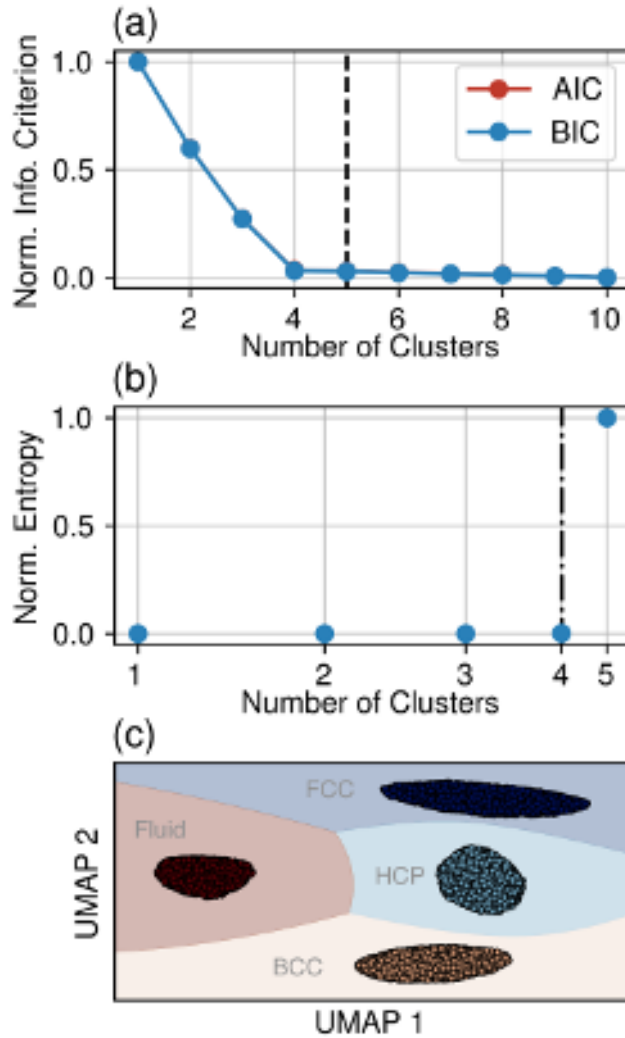 (a)
1.0
0.5
0.0
Norm. Info. Criterion
AIC
BIC
2 4 6 8 10
Number of Clusters
(b)
1.0
0.5
0.0
Norm. Entropy
1 2 3 4 5
Number of Clusters
(c)
FCC
Fluid
HCP
BCC
UMAP 2
UMAP 1